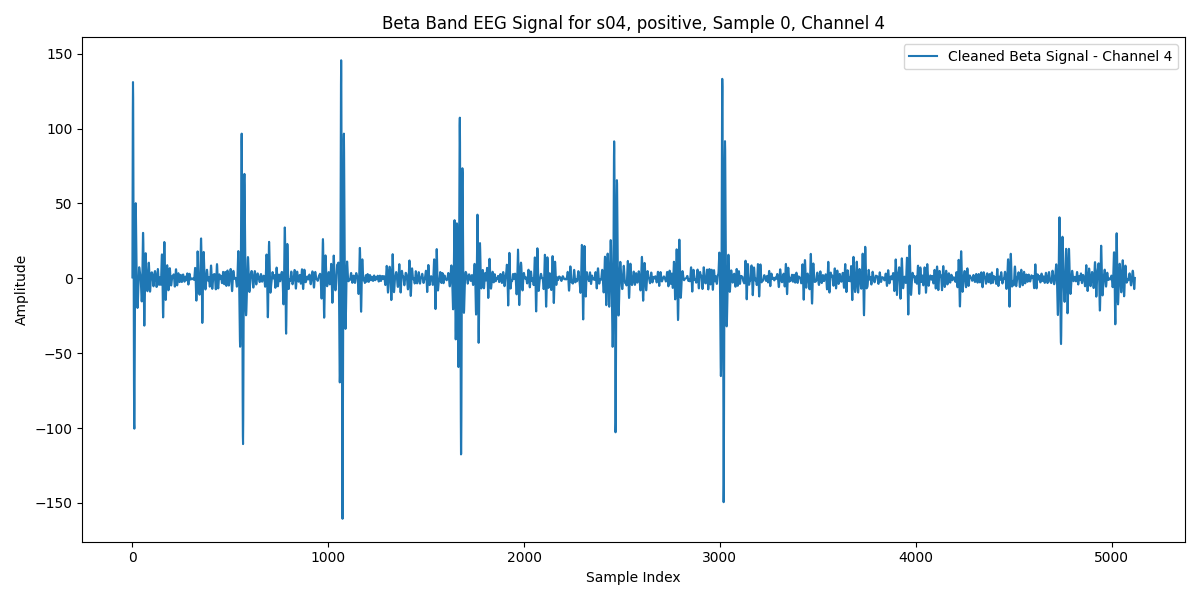 Beta Band EEG Signal for s04, positive, Sample 0, Channel 4
Cleaned Beta Signal - Channel 4
Amplitude
150
100
50
0
−50
−100
−150
0 1000 2000 3000 4000 5000
Sample Index